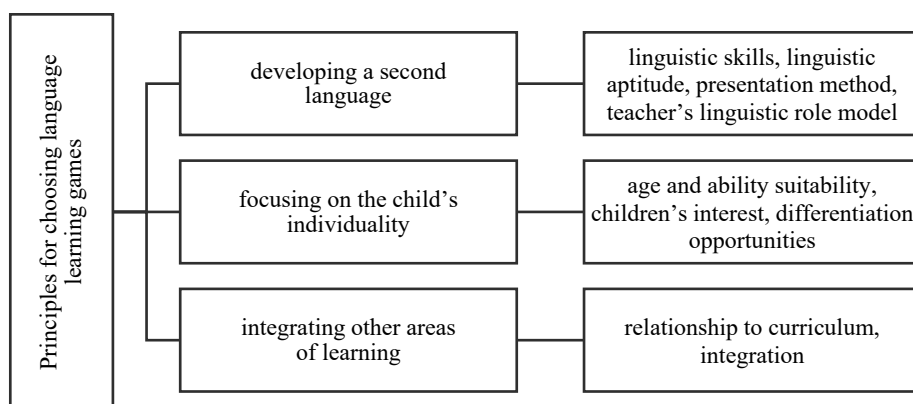 Principles for choosing language
learning games
developing a second
language
linguistic skills, linguistic
aptitude, presentation method,
teacher's linguistic role model
focusing on the child's
individuality
age and ability suitability,
children's interest, differentiation
opportunities
integrating other areas
of learning
relationship to curriculum,
integration